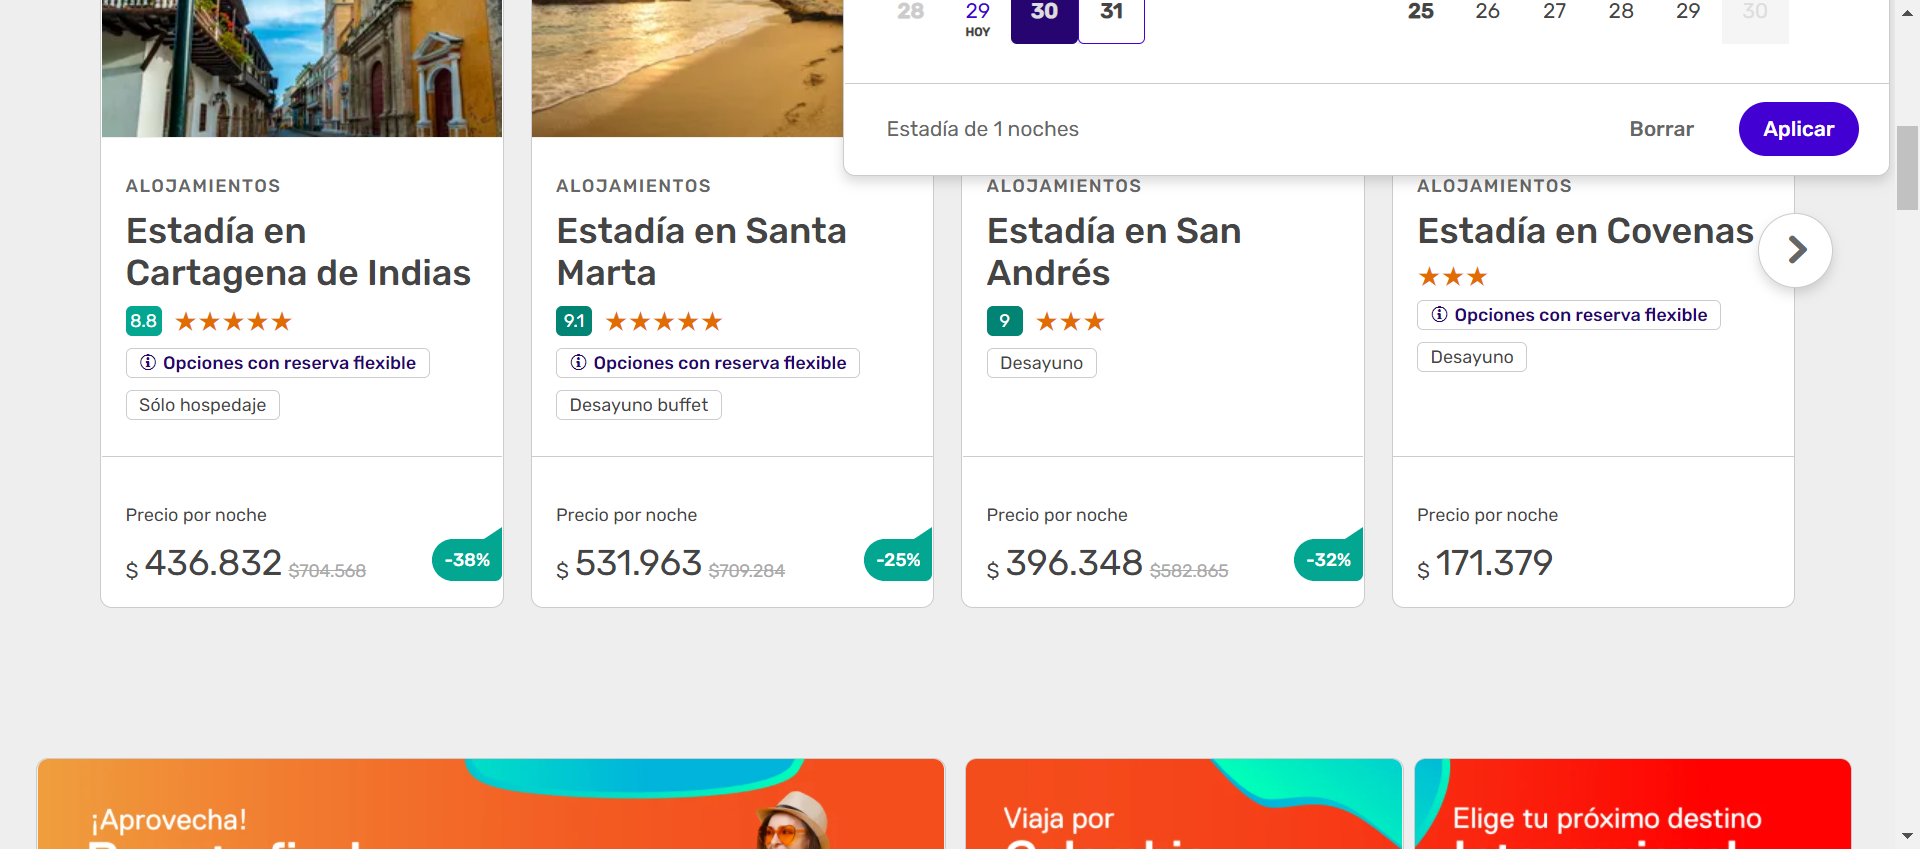 28 29 30 31 25 26 27 28 29 30
HOY
Estadía de 1 noches Borrar Aplicar
ALOJAMIENTOS
Estadía en
Cartagena de Indias
8.8
Opciones con reserva flexible
Sólo hospedaje
Precio por noche
$ 436.832 $704.568 -38%
ALOJAMIENTOS
Estadía en Santa
Marta
9.1
Opciones con reserva flexible
Desayuno buffet
Precio por noche
$ 531.963 $709.284 -25%
ALOJAMIENTOS
Estadía en San
Andrés
9
Desayuno
Precio por noche
$ 396.348 $582.865 -32%
ALOJAMIENTOS
Estadía en Covenas
Opciones con reserva flexible
Desayuno
Precio por noche
$ 171.379
¡Aprovecha!
Viaja por
Elige tu próximo destino